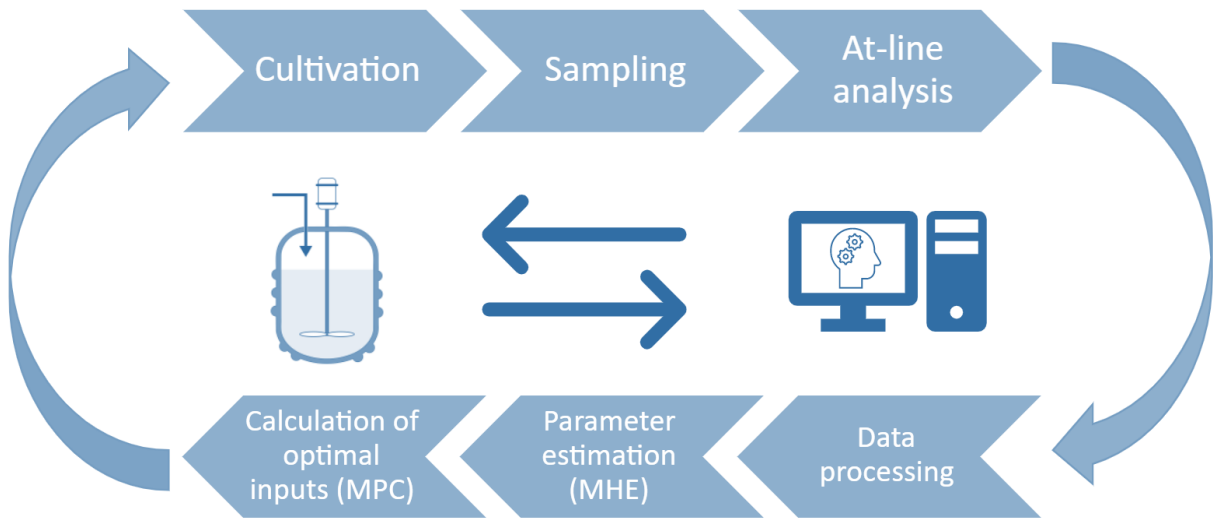 Cultivation
Sampling
At-line
analysis
Calculation of
optimal
inputs (MPC)
Parameter
estimation
(MHE)
Data
processing